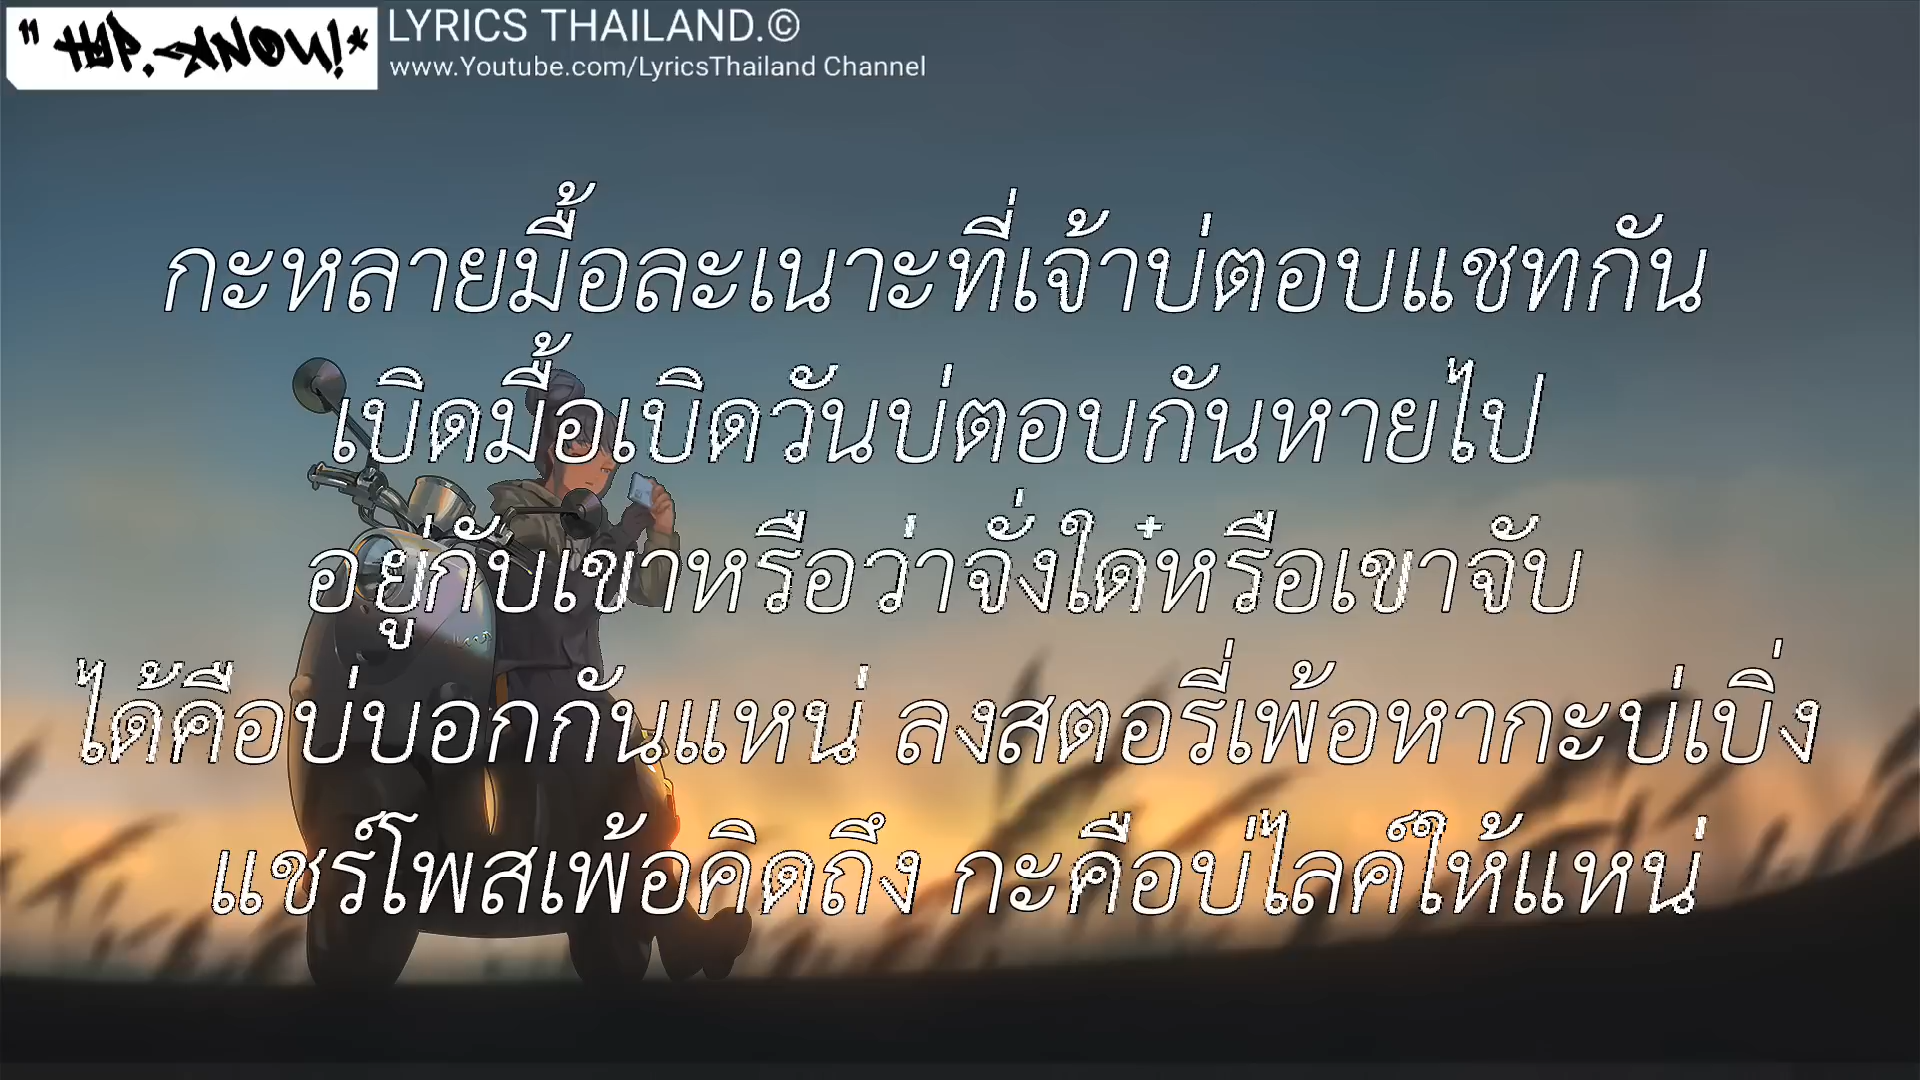 " HAP.-KNOW!*
LYRICS THAILAND.©
www.Youtube.com/LyricsThailand Channel
กะหลายมื้อละเนาะที่เจ้าบ่ตอบแชทกัน
เบิดมื้อเบิดวันบ่ตอบกันหายไป
อยู่กับเขาหรือว่าจั่งใด๋หรือเขาจับ
ได้คือบ่บอกกันแหน่ ลงสตอรี่เพ้อหากะบ่เบิ่ง
แชร์โพสเพ้อคิดถึง กะคือบ่ไลค์ให้แหน่